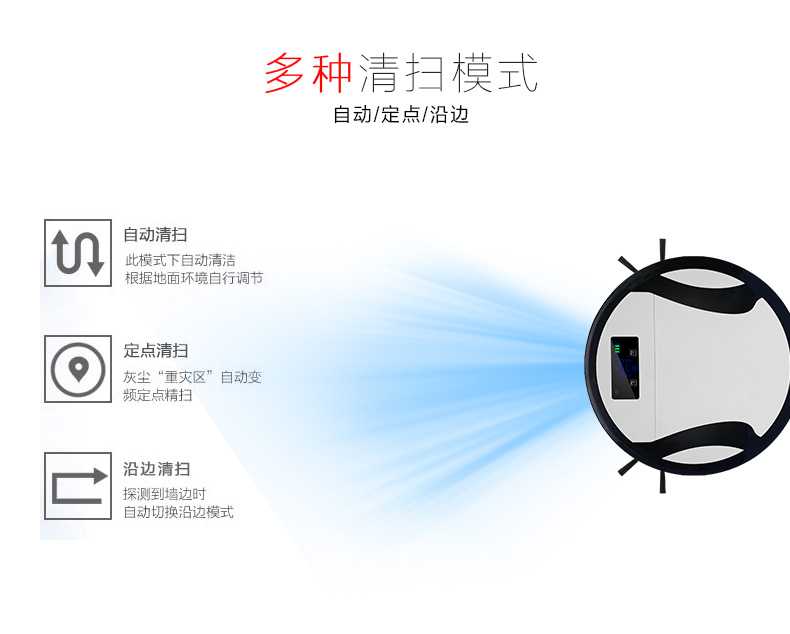 多种清扫模式
自动/定点/沿边
自动清扫
此模式下自动清洁
根据地面环境自行调节
定点清扫
灰尘“重灾区”自动变
频定点精扫
沿边清扫
探测到墙边时
自动切换沿边模式